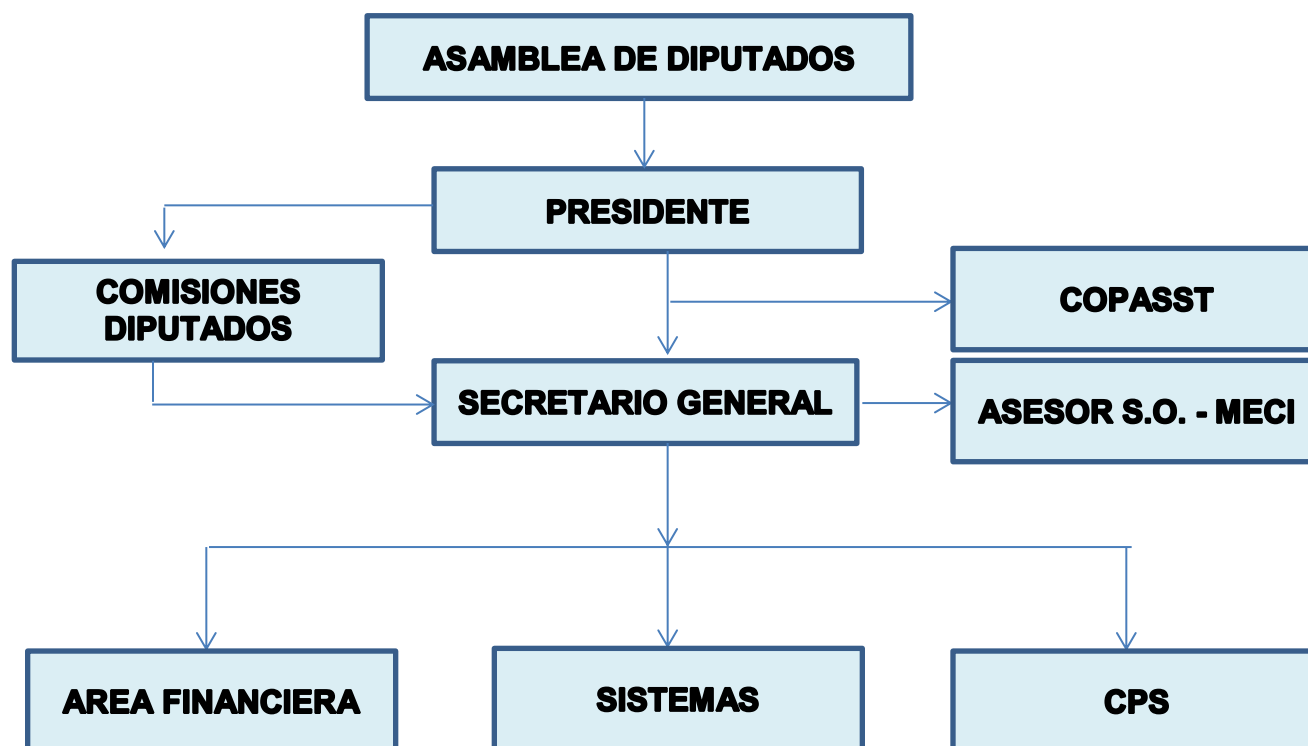 ASAMBLEA DE DIPUTADOS
PRESIDENTE
COMISIONES
DIPUTADOS
COPASST
SECRETARIO GENERAL
ASESOR S.O. - MECI
AREA FINANCIERA
SISTEMAS
CPS